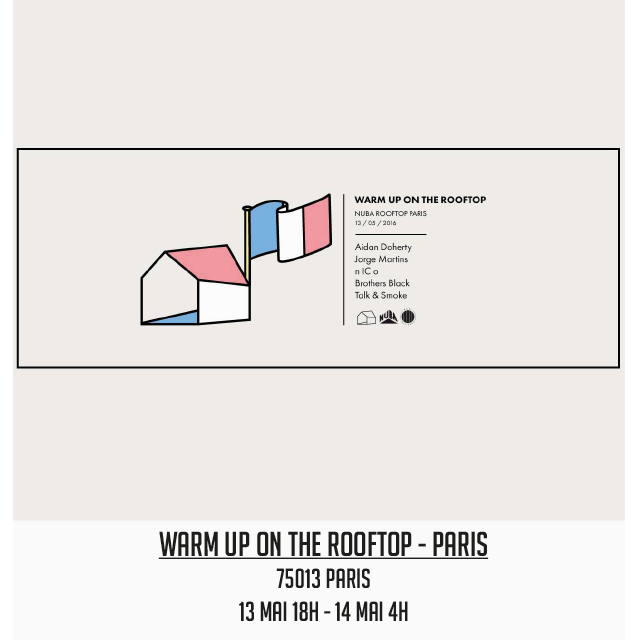 WARM UP ON THE ROOFTOP
NUBA ROOFTOP PARIS
13 / 05 / 2016
Aidan Doherty
Jorge Martins
n IC o
Brothers Black
Talk & Smoke
NUBA
WARM UP ON THE ROOFTOP - PARIS
75013 PARIS
13 MAI 18H - 14 MAI 4H